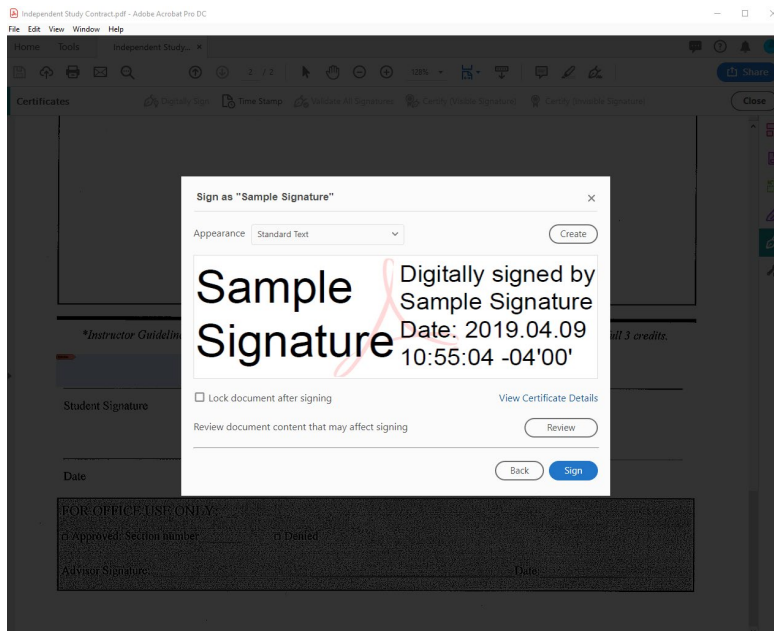 Independent Study Contract.pdf - Adobe Acrobat Pro DC
File Edit View Window Help
Home Tools Independent Study... ×
2 / 2 128% Share
Certificates Digitally Sign Time Stamp Validate All Signatures Certify (Visible Signature) Certify (Invisible Signature) Close
Sign as "Sample Signature"
Appearance Standard Text Create
Sample
Signature
Digitally signed by
Sample Signature
Date: 2019.04.09
10:55:04 -04'00'
Lock document after signing View Certificate Details
Review document content that may affect signing Review
Back Sign
*Instructor Guidelin
3 credits.
Student Signature
Date
FOR OFFICE USE ONLY:
Approved: Section number Denied
Advisor Signature Date